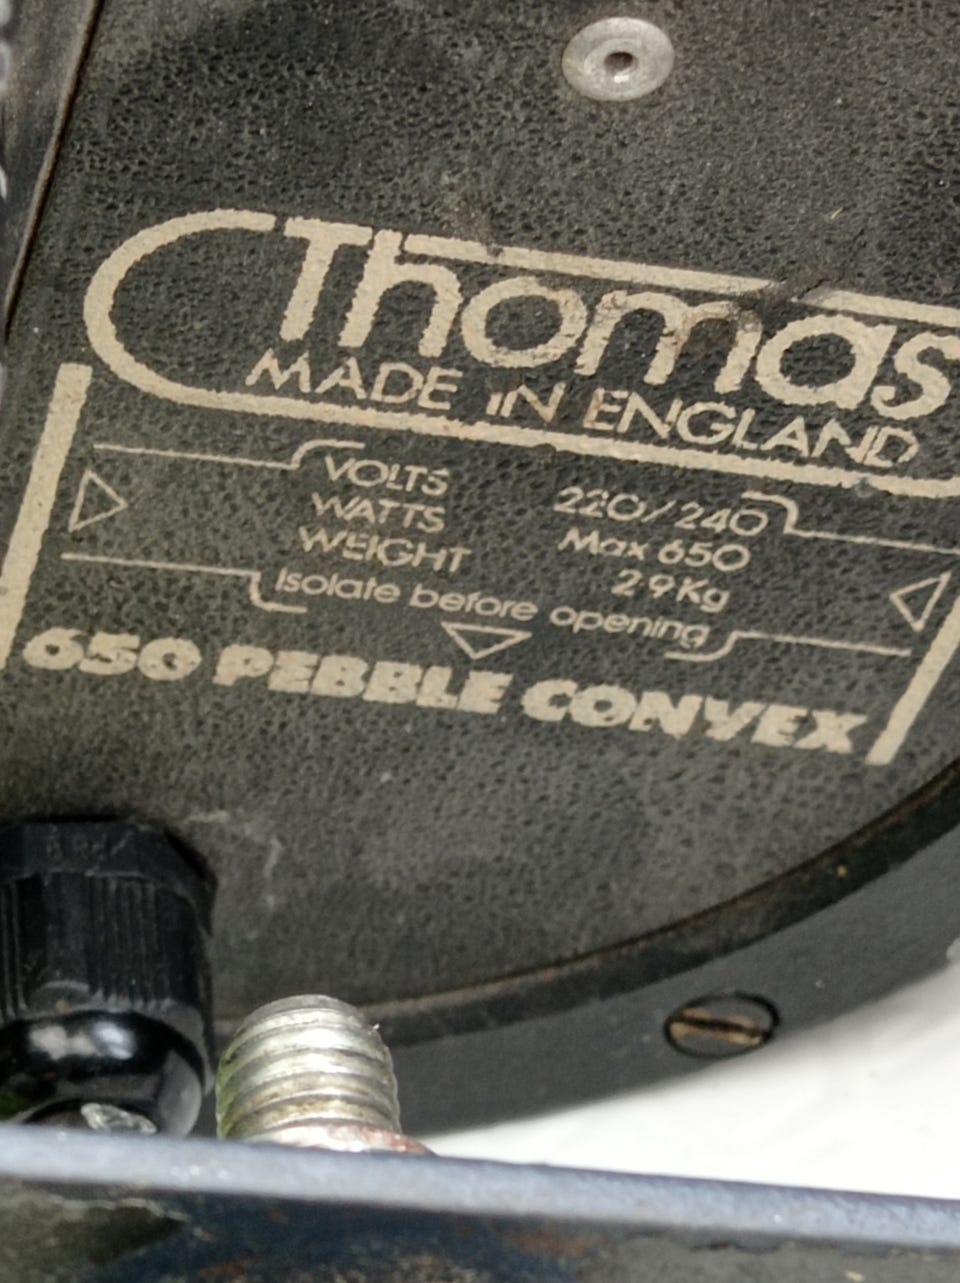 Thomas
MADE IN ENGLAND
VOLTS 220/240
WATTS Max 650
WEIGHT 2.9Kg
Isolate before opening
650 PEBBLE CONVEX